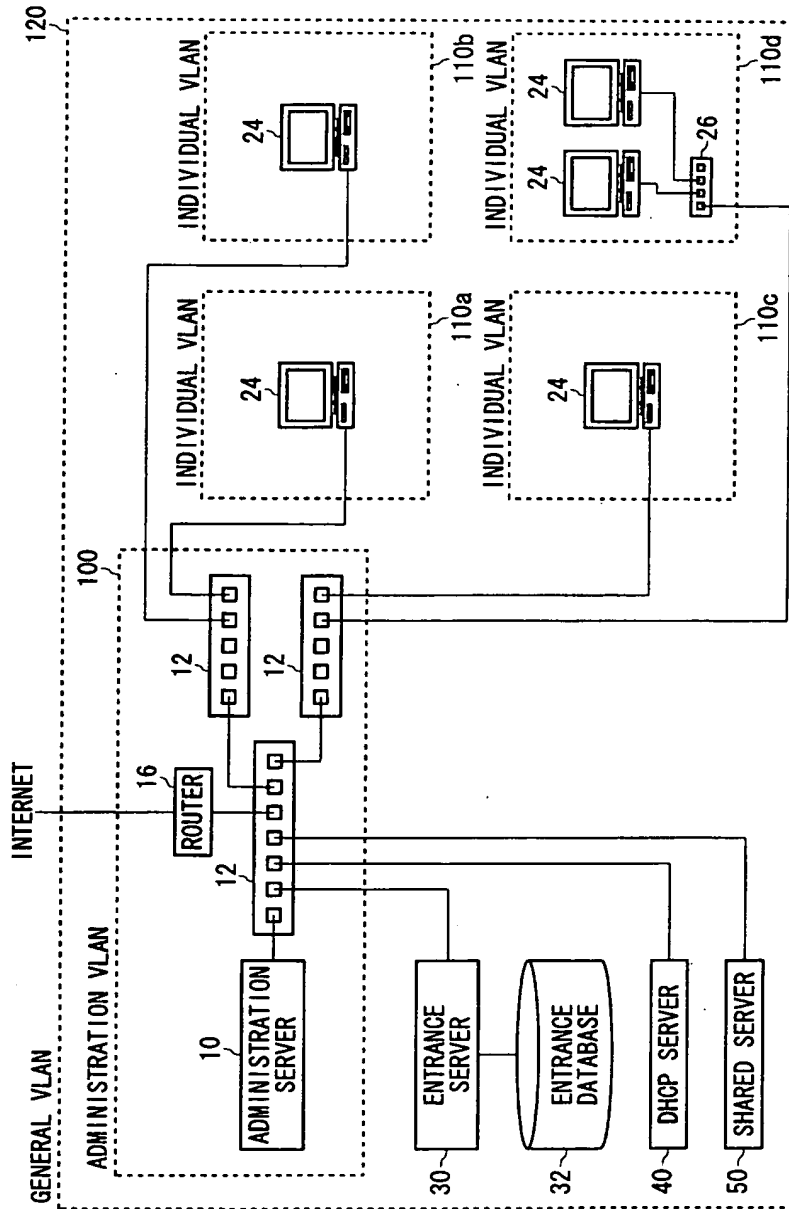 INTERNET
GENERAL VLAN
120
ADMINISTRATION VLAN
100
16
ROUTER
12
12
12
10
ADMINISTRATION
SERVER
30
ENTRANCE
SERVER
32
ENTRANCE
DATABASE
40
DHCP SERVER
50
SHARED SERVER
INDIVIDUAL VLAN
24
110a
INDIVIDUAL VLAN
24
110b
INDIVIDUAL VLAN
24
110c
INDIVIDUAL VLAN
24
24
26
110d